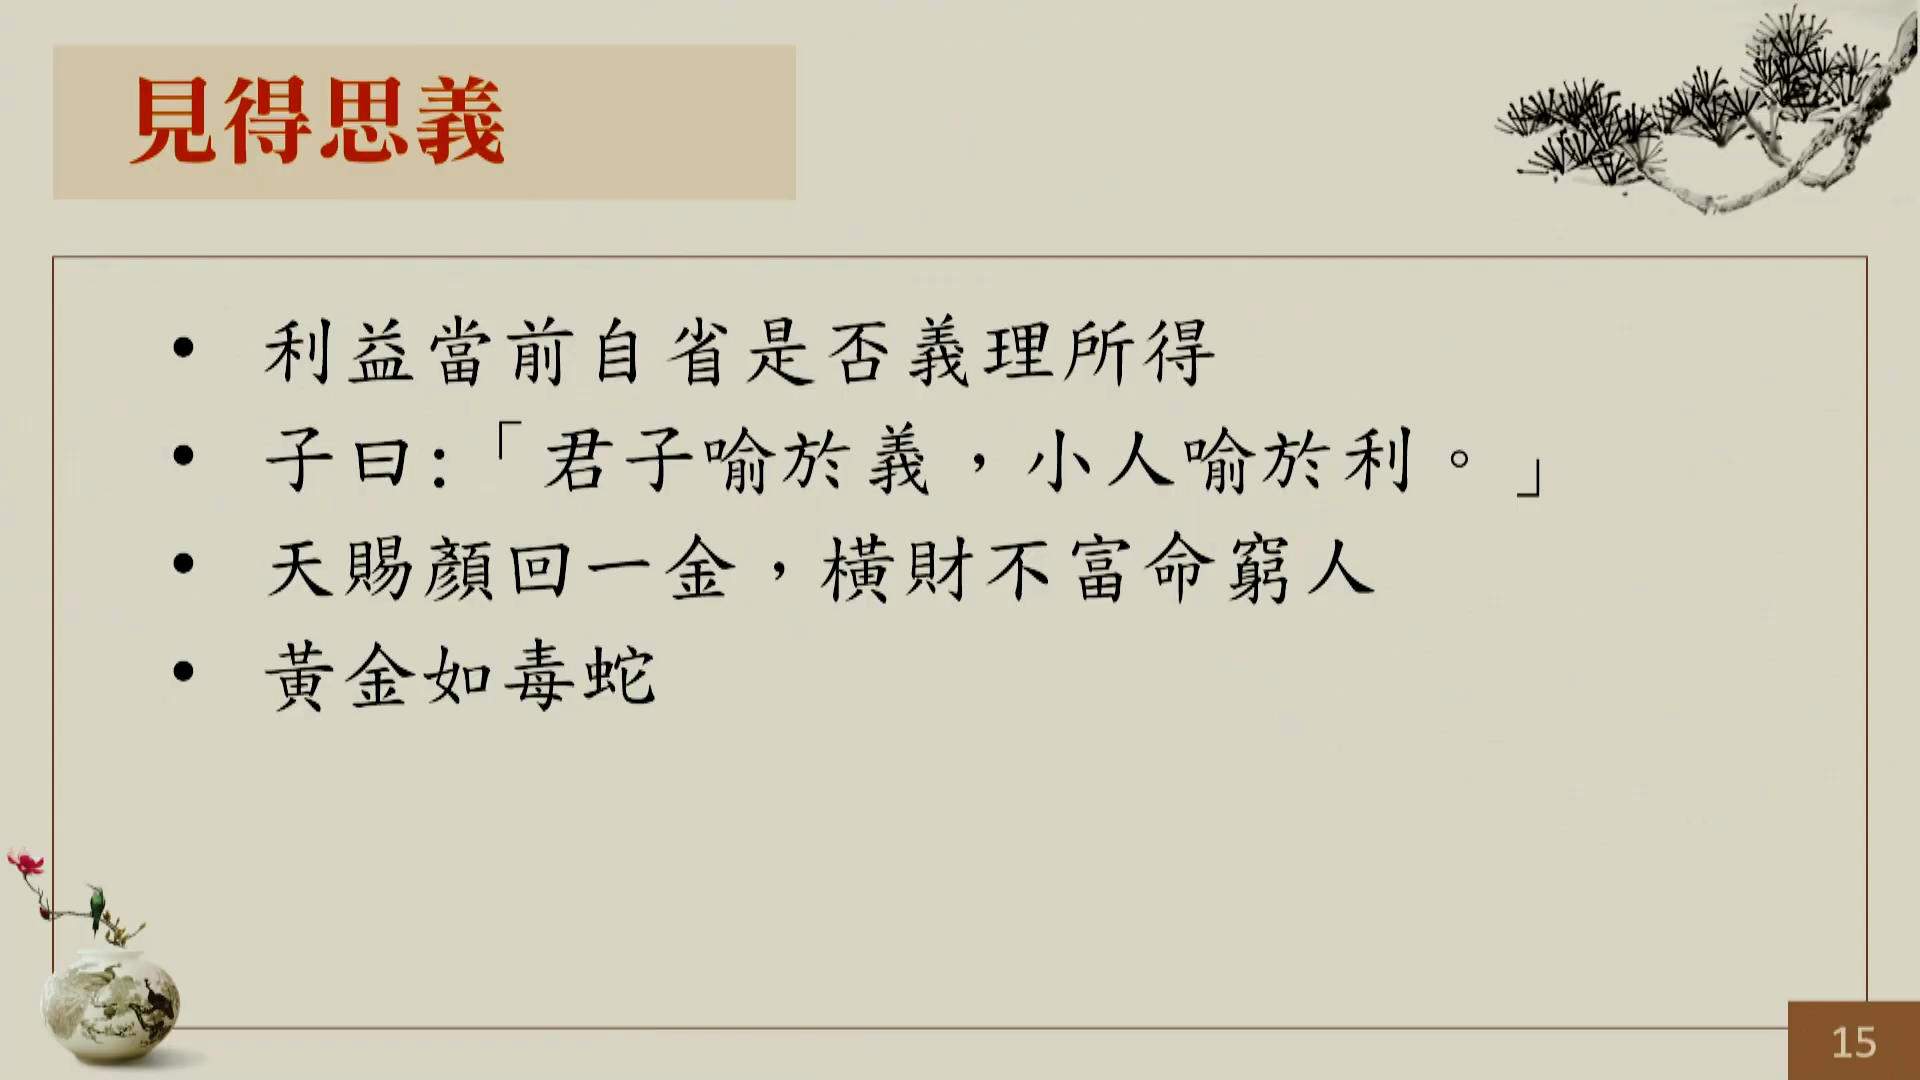 見得思義
• 利益當前自省是否義理所得
• 子曰:「君子喻於義，小人喻於利。」
• 天賜顏回一金，橫財不富命窮人
• 黃金如毒蛇
15